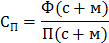 Сп = Ф(с + м) / П(с + м)